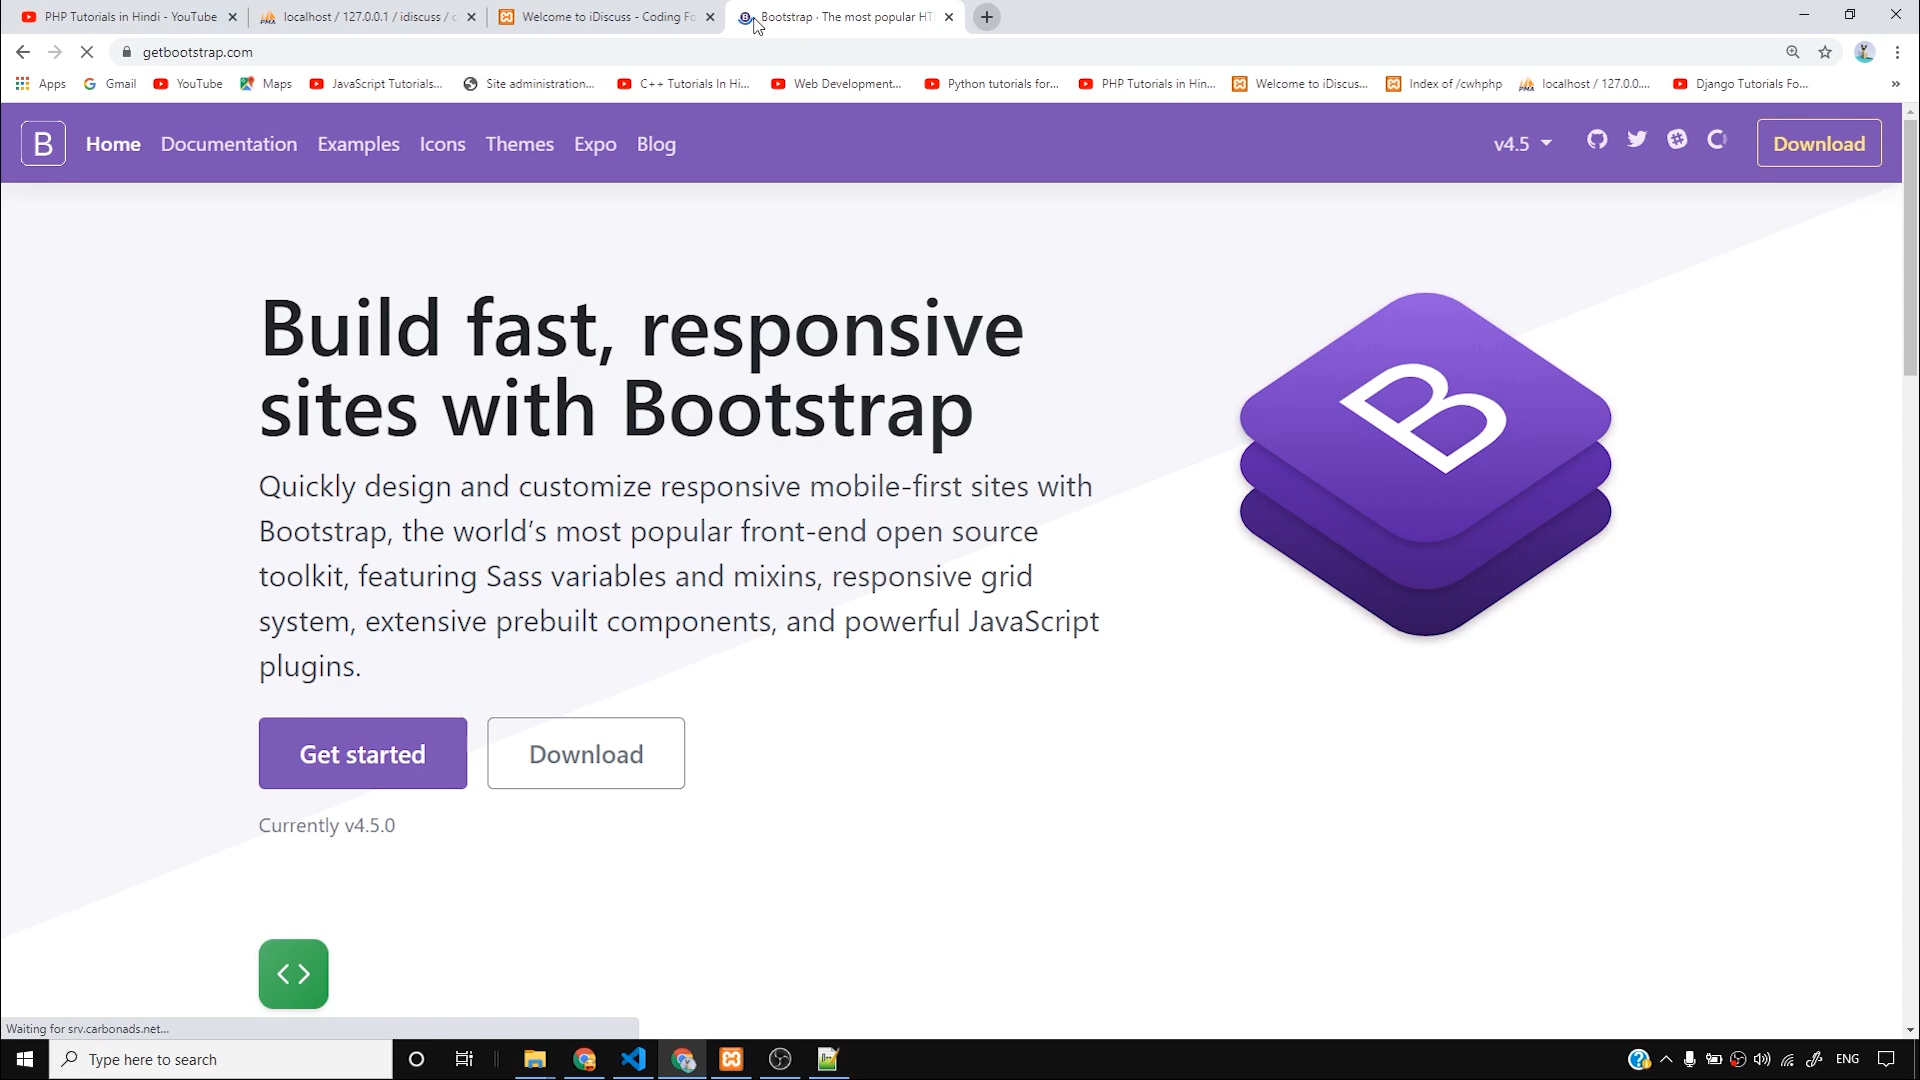 PHP Tutorials in Hindi - YouTube
localhost / 127.0.0.1 / idiscuss / c
Welcome to iDiscuss - Coding Fo
Bootstrap · The most popular HT
getbootstrap.com
Apps
Gmail
YouTube
Maps
JavaScript Tutorials...
Site administration...
C++ Tutorials In Hi...
Web Development...
Python tutorials for...
PHP Tutorials in Hin...
Welcome to iDiscus...
Index of /cwhphp
localhost / 127.0.0....
Django Tutorials Fo...
B
Home
Documentation
Examples
Icons
Themes
Expo
Blog
v4.5
Download
Build fast, responsive
sites with Bootstrap
B
Quickly design and customize responsive mobile-first sites with
Bootstrap, the world’s most popular front-end open source
toolkit, featuring Sass variables and mixins, responsive grid
system, extensive prebuilt components, and powerful JavaScript
plugins.
Get started
Download
Currently v4.5.0
Waiting for srv.carbonads.net...
Type here to search
ENG